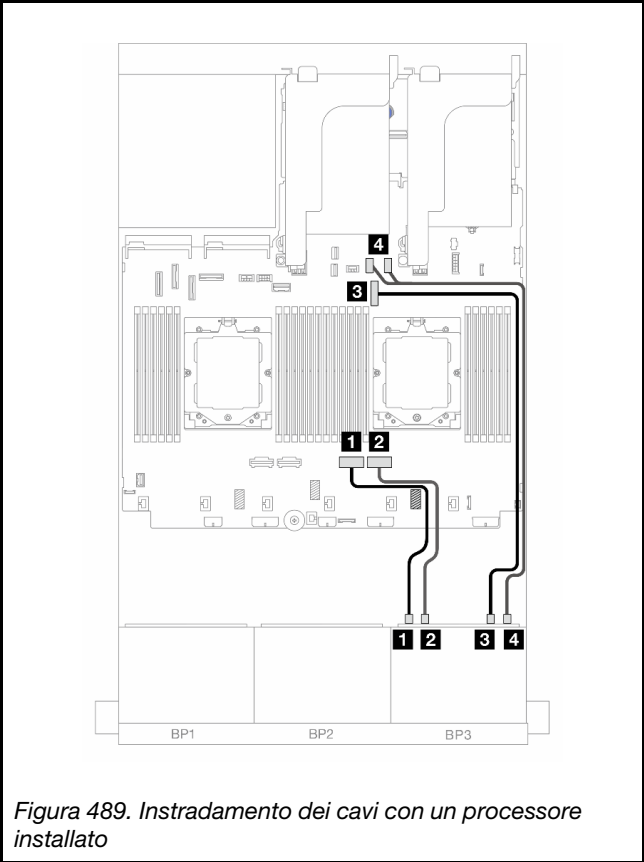 4
3
1 2
1 2 3 4
BP1 BP2 BP3
Figura 489. Instradamento dei cavi con un processore
installato